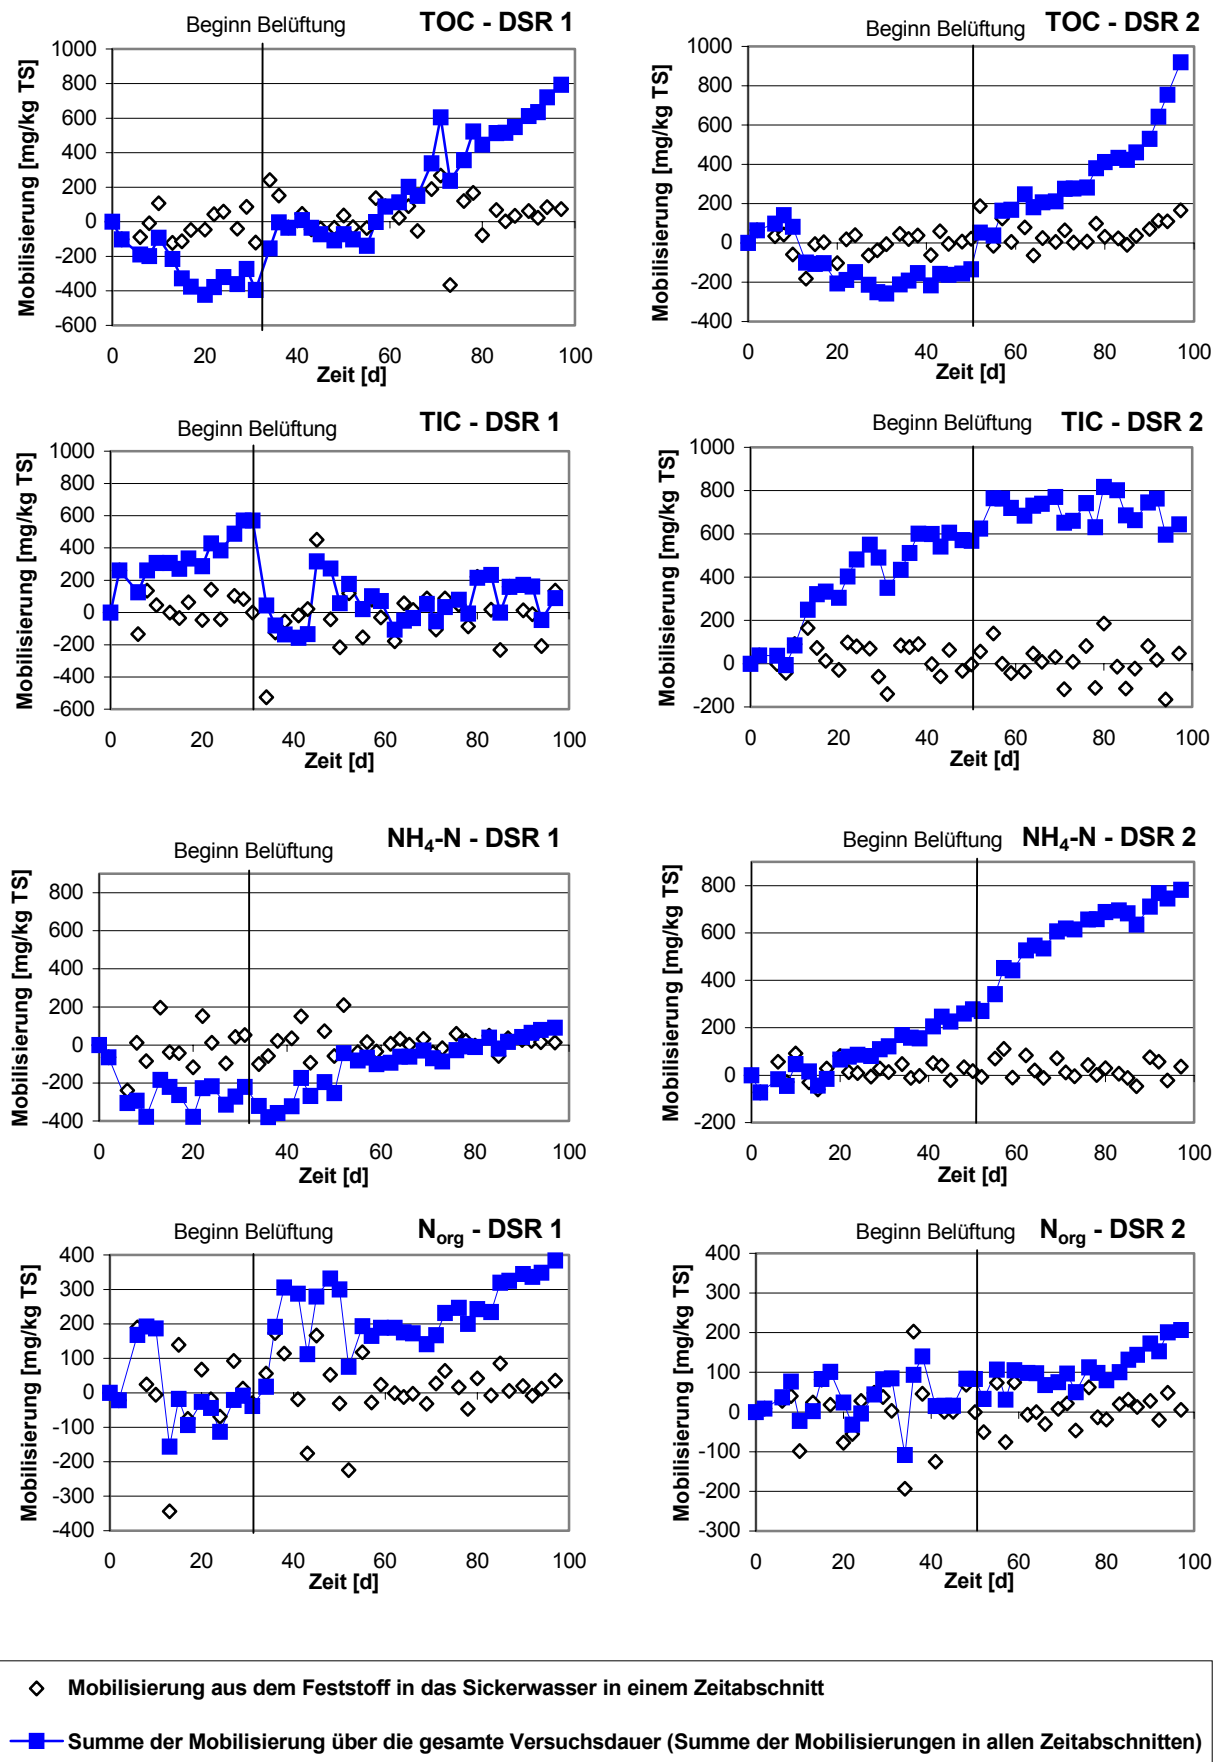 Beginn Belüftung TOC - DSR 1
Mobilisierung [mg/kg TS]
1000
800
600
400
200
0
-200
-400
-600
0 20 40 60 80 100
Zeit [d]
Beginn Belüftung TOC - DSR 2
Mobilisierung [mg/kg TS]
1000
800
600
400
200
0
-200
-400
0 20 40 60 80 100
Zeit [d]
Beginn Belüftung TIC - DSR 1
Mobilisierung [mg/kg TS]
1000
800
600
400
200
0
-200
-400
-600
0 20 40 60 80 100
Zeit [d]
Beginn Belüftung TIC - DSR 2
Mobilisierung [mg/kg TS]
1000
800
600
400
200
0
-200
0 20 40 60 80 100
Zeit [d]
Beginn Belüftung NH₄-N - DSR 1
Mobilisierung [mg/kg TS]
800
600
400
200
0
-200
-400
0 20 40 60 80 100
Zeit [d]
Beginn Belüftung NH₄-N - DSR 2
Mobilisierung [mg/kg TS]
800
600
400
200
0
-200
0 20 40 60 80 100
Zeit [d]
Beginn Belüftung N_org - DSR 1
Mobilisierung [mg/kg TS]
400
300
200
100
0
-100
-200
-300
-400
0 20 40 60 80 100
Zeit [d]
Beginn Belüftung N_org - DSR 2
Mobilisierung [mg/kg TS]
400
300
200
100
0
-100
-200
-300
0 20 40 60 80 100
Zeit [d]
Mobilisierung aus dem Feststoff in das Sickerwasser in einem Zeitabschnitt
Summe der Mobilisierung über die gesamte Versuchsdauer (Summe der Mobilisierungen in allen Zeitabschnitten)